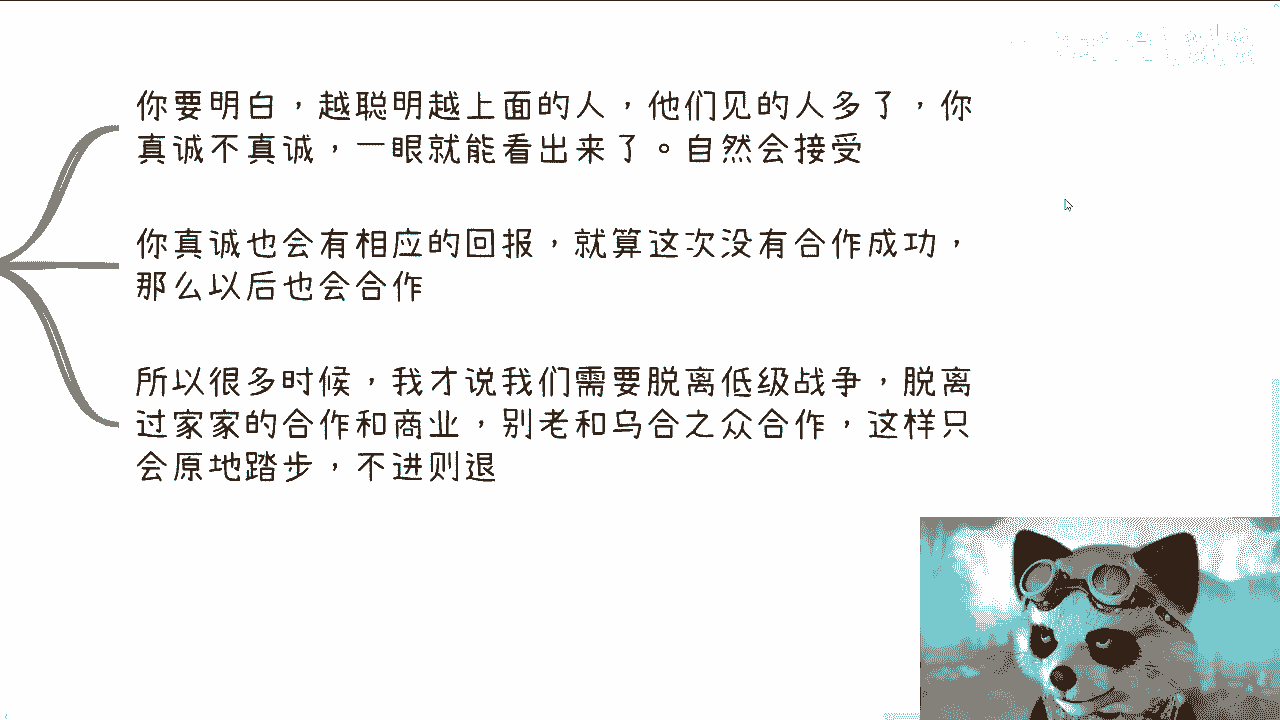 你要明白，越聪明越上面的人，他们见的人多了，你
真诚不真诚，一眼就能看出来了。自然会接受
你真诚也会有相应的回报，就算这次没有合作成功，
那么以后也会合作
所以很多时候，我才说我们需要脱离低级战争，脱离
过家家的合作和商业，别老和乌合之众合作，这样只
会原地踏步，不进则退